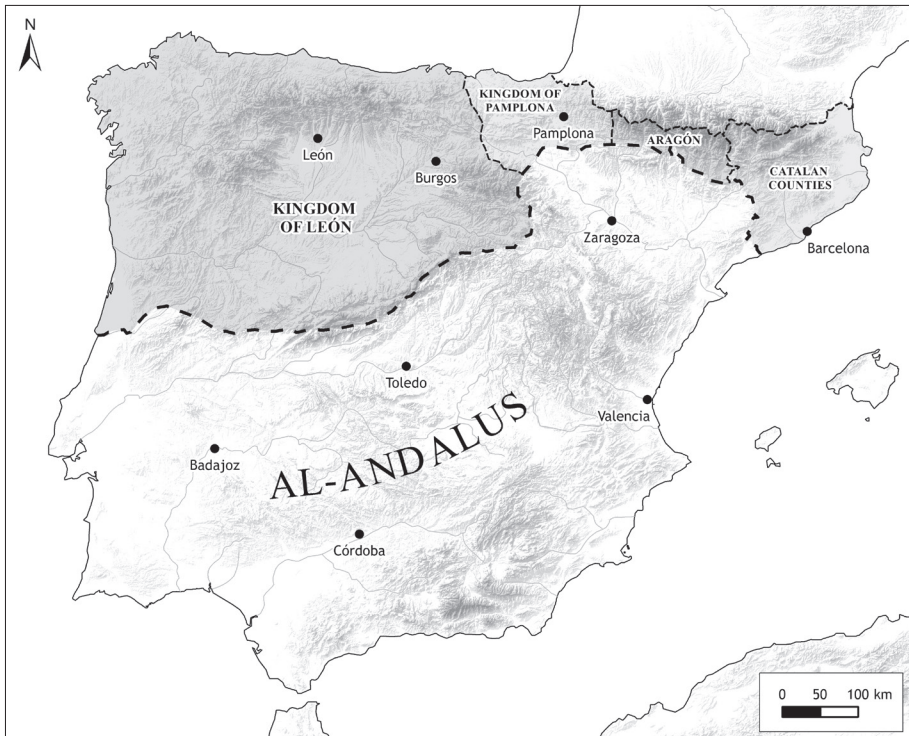 N
KINGDOM OF
PAMPLONA
Pamplona
ARAGÓN
León
Burgos
CATALAN
COUNTIES
KINGDOM
OF LEÓN
Zaragoza
Barcelona
Toledo
Valencia
AL-ANDALUS
Badajoz
Córdoba
0 50 100 km